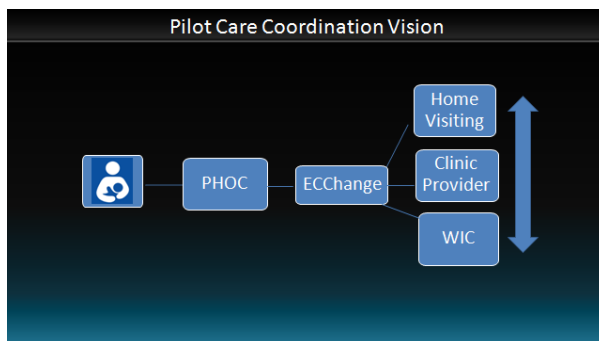 Pilot Care Coordination Vision
Home
Visiting
PHOC
ECChange
Clinic
Provider
WIC